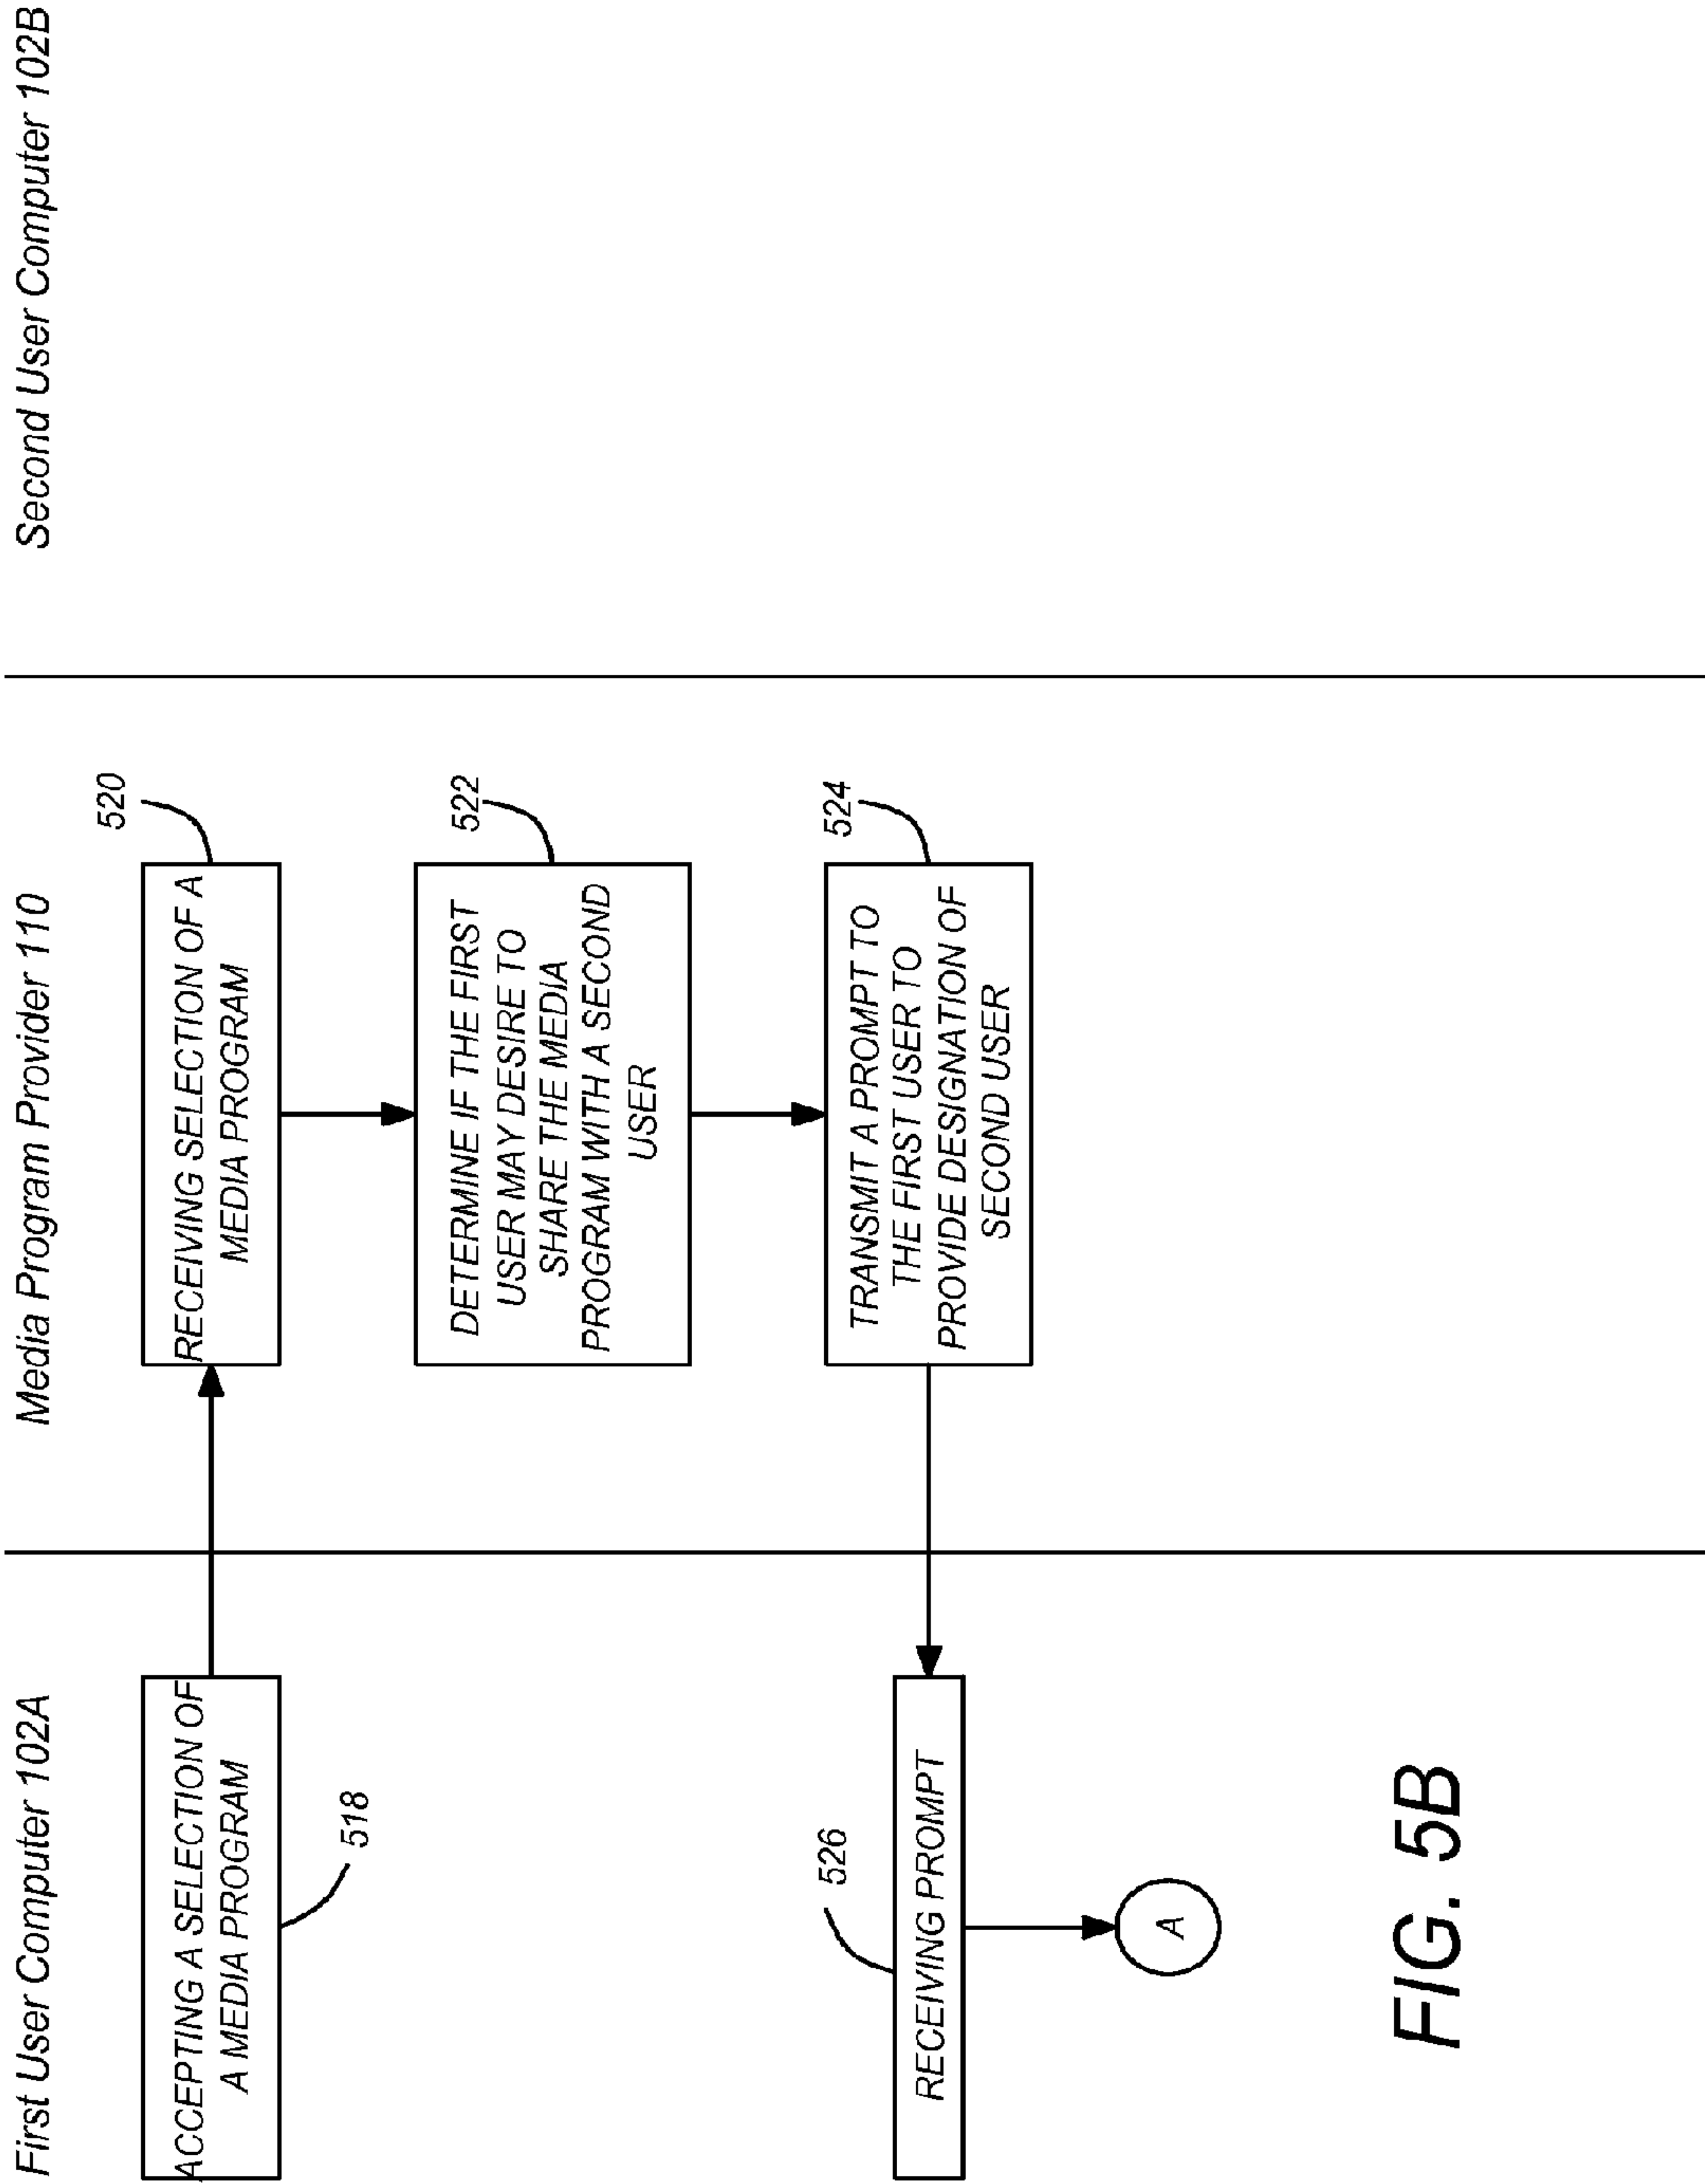 First User Computer 102A
Media Program Provider 110
Second User Computer 102B
ACCEPTING A SELECTION OF
A MEDIA PROGRAM
518
520
RECEIVING SELECTION OF A
MEDIA PROGRAM
522
DETERMINE IF THE FIRST
USER MAY DESIRE TO
SHARE THE MEDIA
PROGRAM WITH A SECOND
USER
524
TRANSMIT A PROMPT TO
THE FIRST USER TO
PROVIDE DESIGNATION OF
SECOND USER
526
RECEIVING PROMPT
A
FIG. 5B